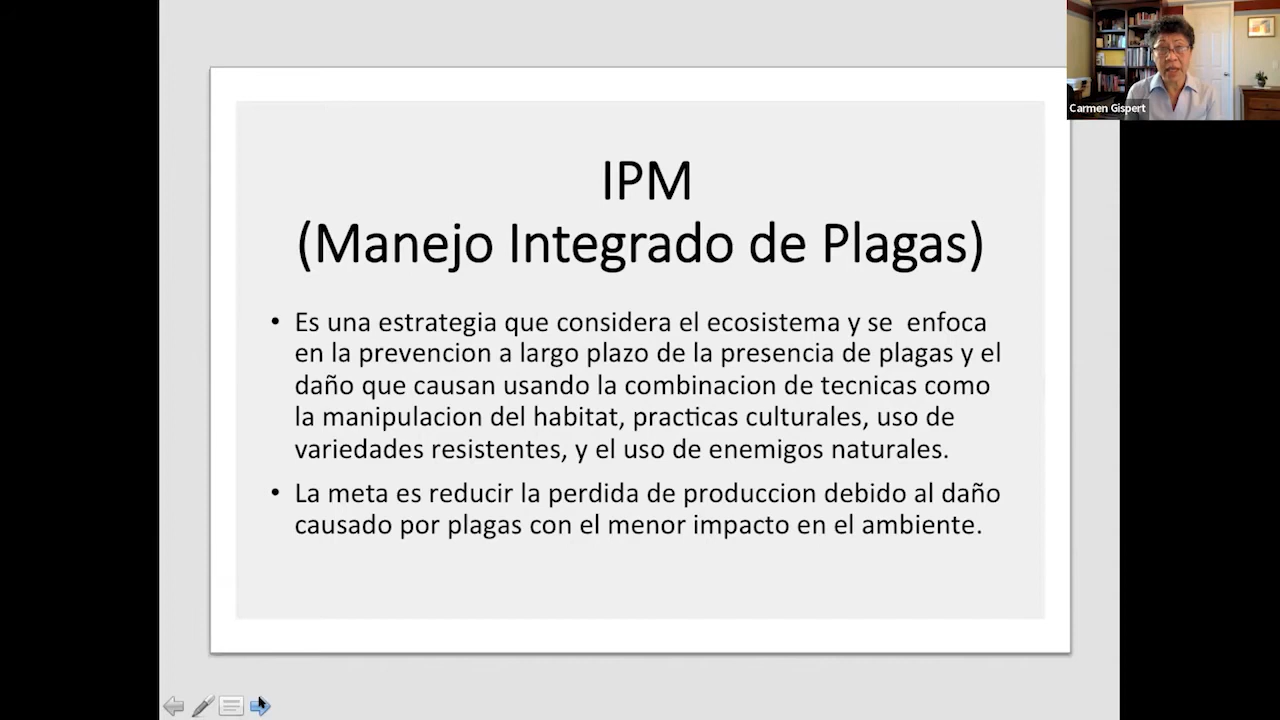 Carmen Gispert
IPM
(Manejo Integrado de Plagas)
• Es una estrategia que considera el ecosistema y se  enfoca
en la prevencion a largo plazo de la presencia de plagas y el
daño que causan usando la combinacion de tecnicas como
la manipulacion del habitat, practicas culturales, uso de
variedades resistentes, y el uso de enemigos naturales.
• La meta es reducir la perdida de produccion debido al daño
causado por plagas con el menor impacto en el ambiente.